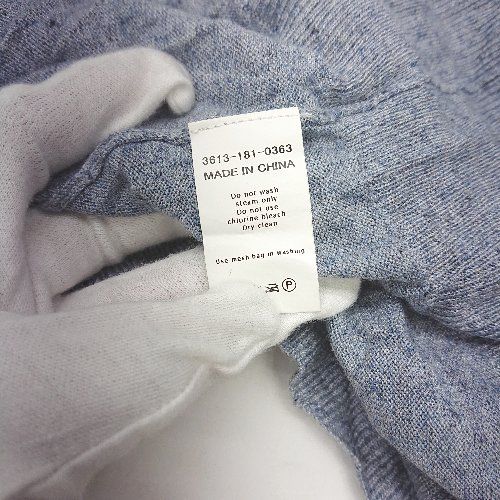 3613-181-0363
MADE IN CHINA
Do not wash
steam only
Do not use
chlorine bleach
Dry clean
Use mesh bag in washing
P